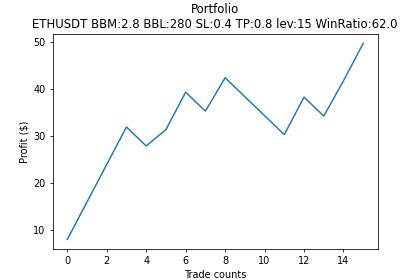 Portfolio
ETHUSDT BBM:2.8 BBL:280 SL:0.4 TP:0.8 lev:15 WinRatio:62.0
50
40
30
20
10
Profit ($)
0 2 4 6 8 10 12 14
Trade counts